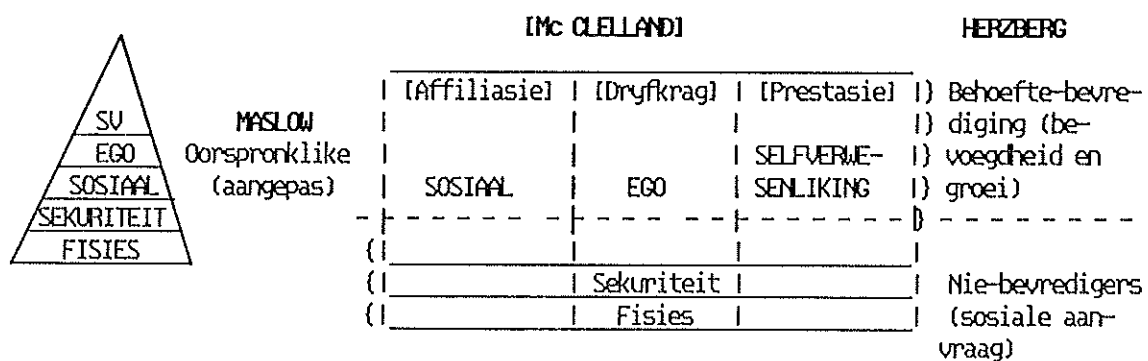 [Mc CLELLAND] HERZBERG
[Affiliasie] [Dryfkrag] [Prestasie] Behoefte-bevre-
SV MASLOW diging (be-
EGO Oorspronklike SELFVERWE- voegdheid en
SOSIAAL (aangepas) SOSIAAL EGO SENLIKING groei)
SEKURITEIT
FISIES
Sekuriteit Nie-bevredigers
Fisies (sosiale aan-
vraag)